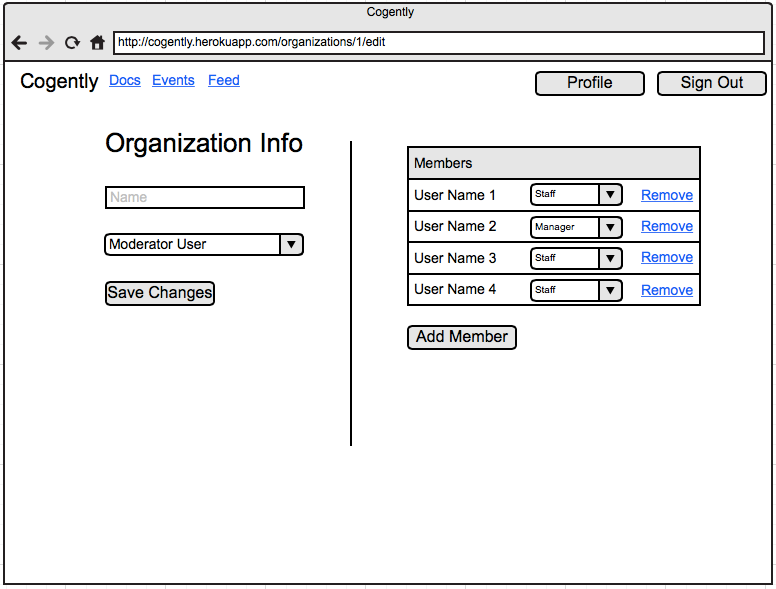 Cogently
http://cogently.herokuapp.com/organizations/1/edit
Cogently Docs Events Feed Profile Sign Out
Organization Info
Name
Moderator User
Save Changes
Members
User Name 1 Staff Remove
User Name 2 Manager Remove
User Name 3 Staff Remove
User Name 4 Staff Remove
Add Member